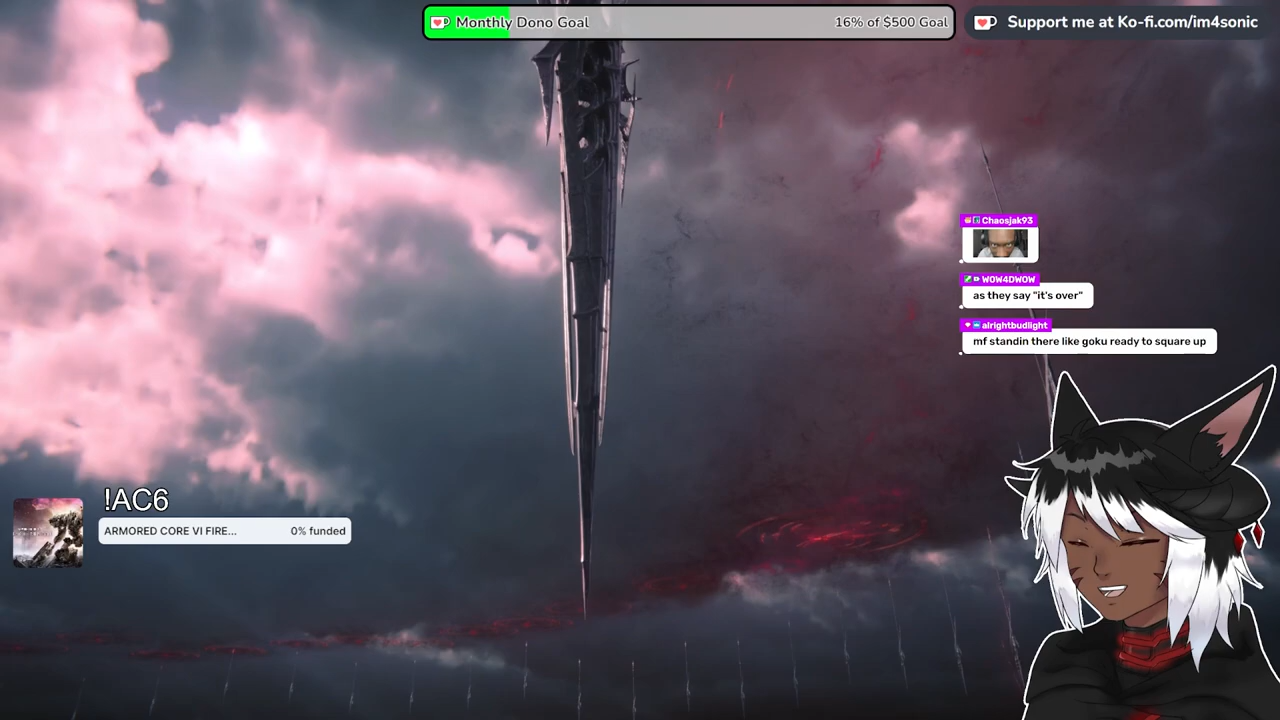 Monthly Dono Goal
16% of $500 Goal
Support me at Ko-fi.com/im4sonic
Chaosjak93
WOW4DWOW
as they say "it's over"
alrightbudlight
mf standin there like goku ready to square up
!AC6
ARMORED CORE VI FIRE...
0% funded